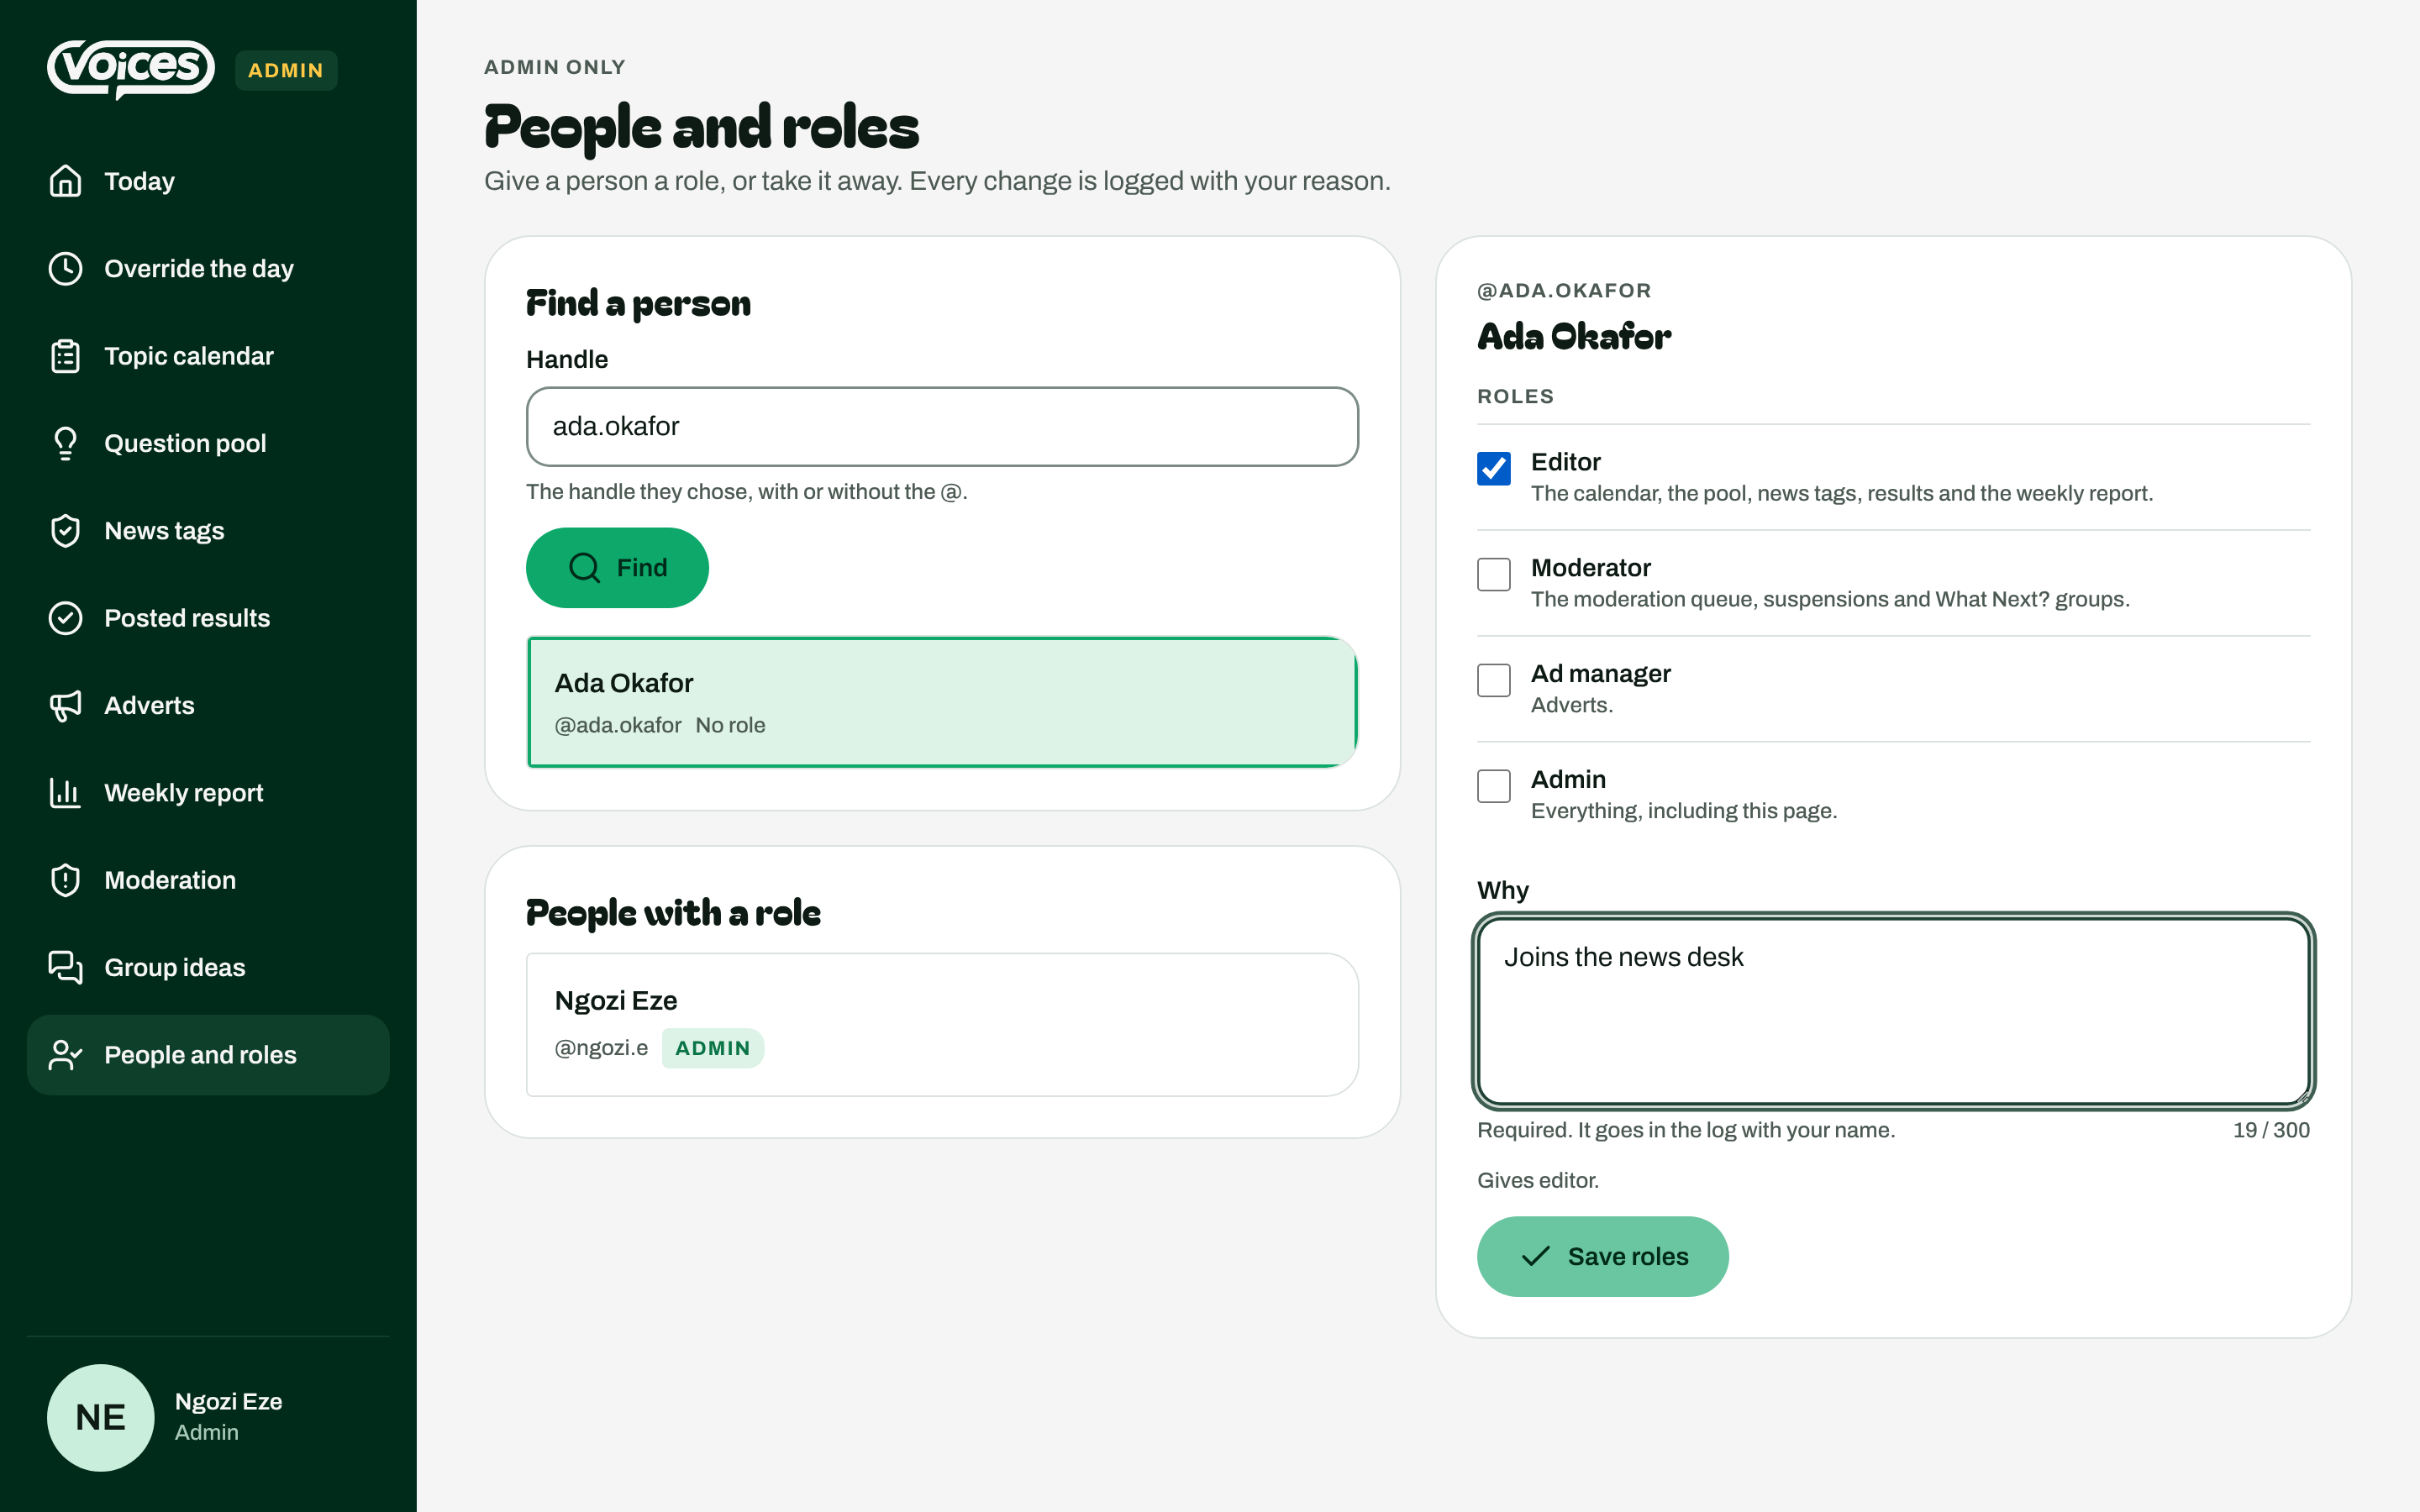 Voices
ADMIN
Today
Override the day
Topic calendar
Question pool
News tags
Posted results
Adverts
Weekly report
Moderation
Group ideas
People and roles
NE
Ngozi Eze
Admin
ADMIN ONLY
People and roles
Give a person a role, or take it away. Every change is logged with your reason.
Find a person
Handle
ada.okafor
The handle they chose, with or without the @.
Find
Ada Okafor
@ada.okafor No role
People with a role
Ngozi Eze
@ngozi.e ADMIN
@ADA.OKAFOR
Ada Okafor
ROLES
Editor
The calendar, the pool, news tags, results and the weekly report.
Moderator
The moderation queue, suspensions and What Next? groups.
Ad manager
Adverts.
Admin
Everything, including this page.
Why
Joins the news desk
Required. It goes in the log with your name. 19 / 300
Gives editor.
Save roles